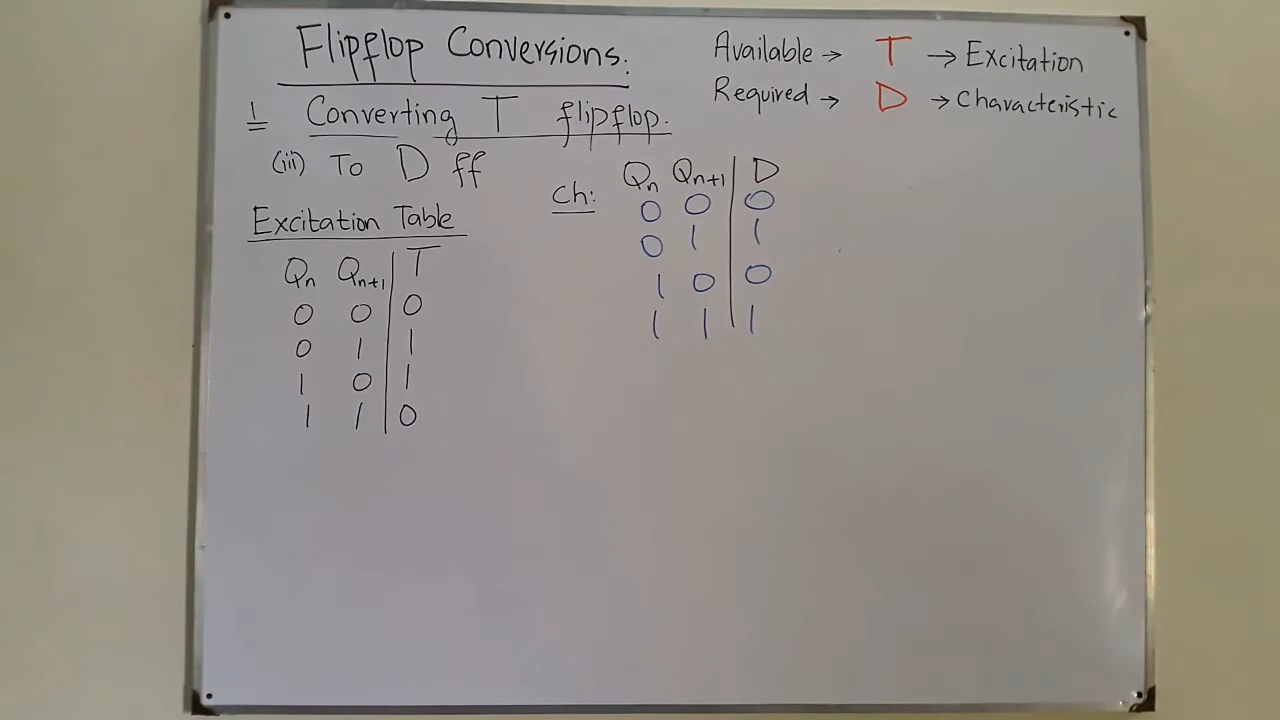 Flipflop Conversions:
Available → T → Excitation
Required → D → Characteristic
1 Converting T flipflop.
(iii) To D ff
Excitation Table
Qn Qn+1 T
0 0 0
0 1 1
1 0 1
1 1 0
Ch:
Qn Qn+1 D
0 0 0
0 1 1
1 0 0
1 1 1